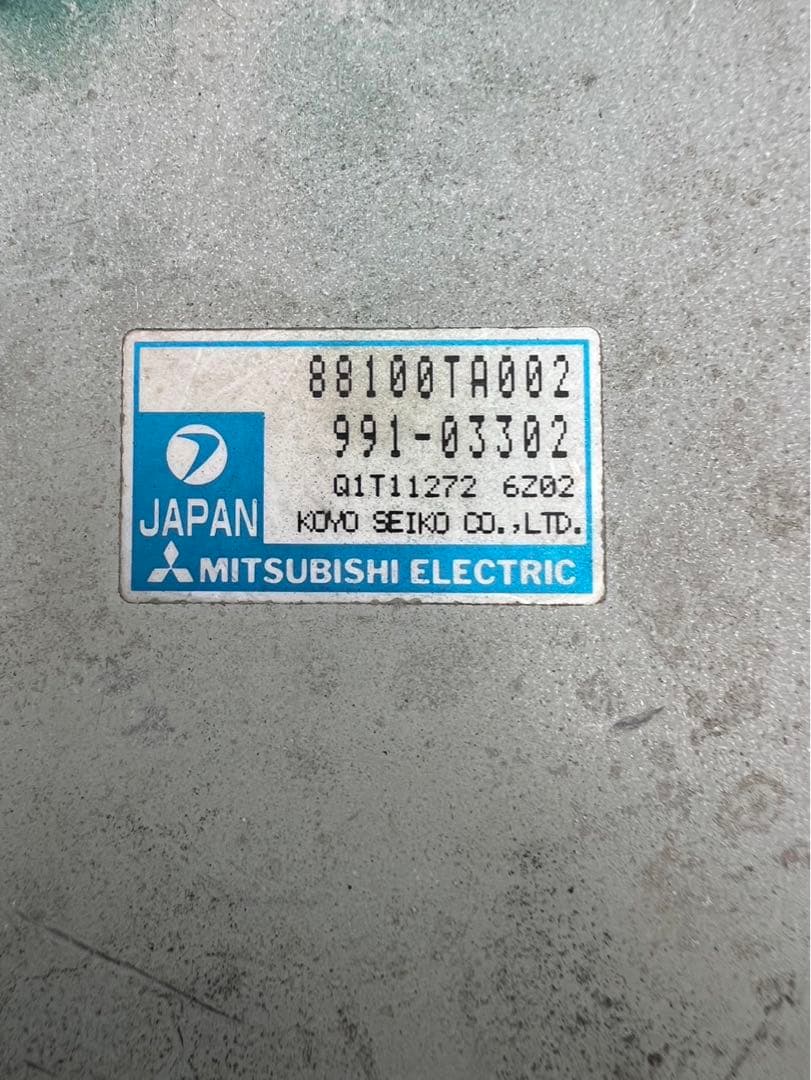 88100TA002
991-03302
Q1T11272 6Z02
JAPAN KOYO SEIKO CO.,LTD.
MITSUBISHI ELECTRIC